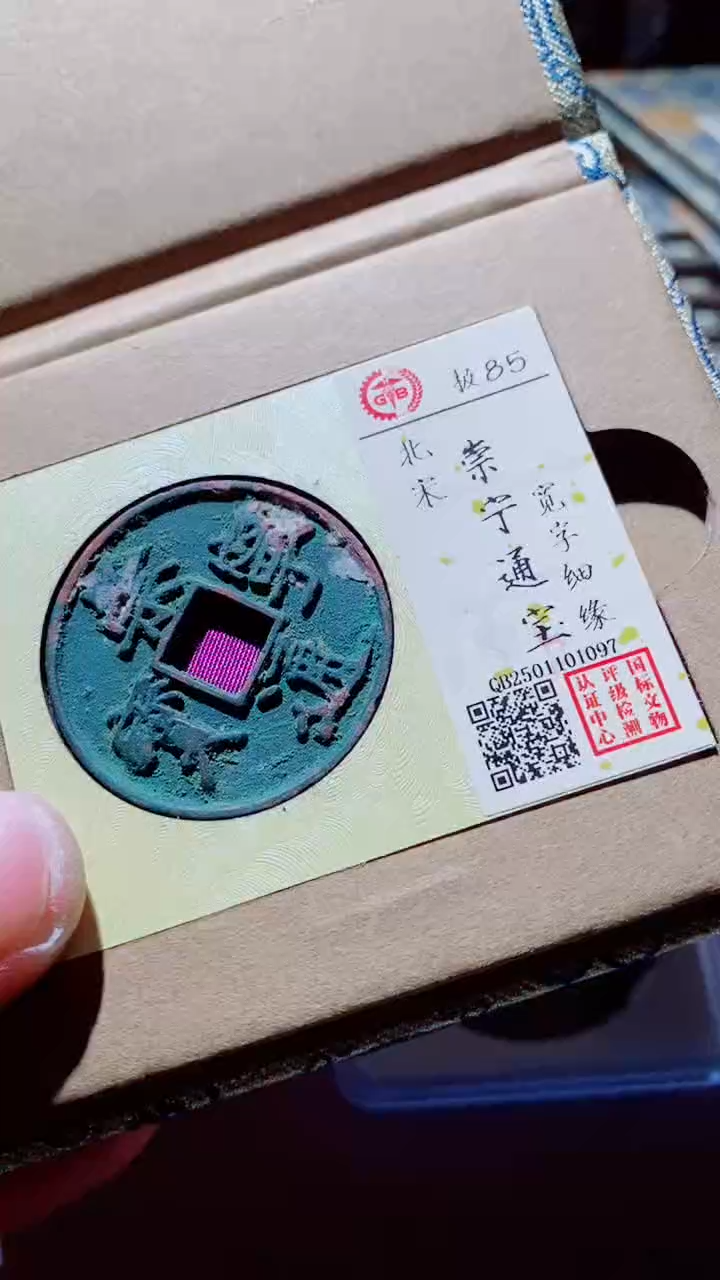 GB
极85
北宋
崇宁通宝
宽字细缘
GB2501101097
国标文物
评级检测
认证中心